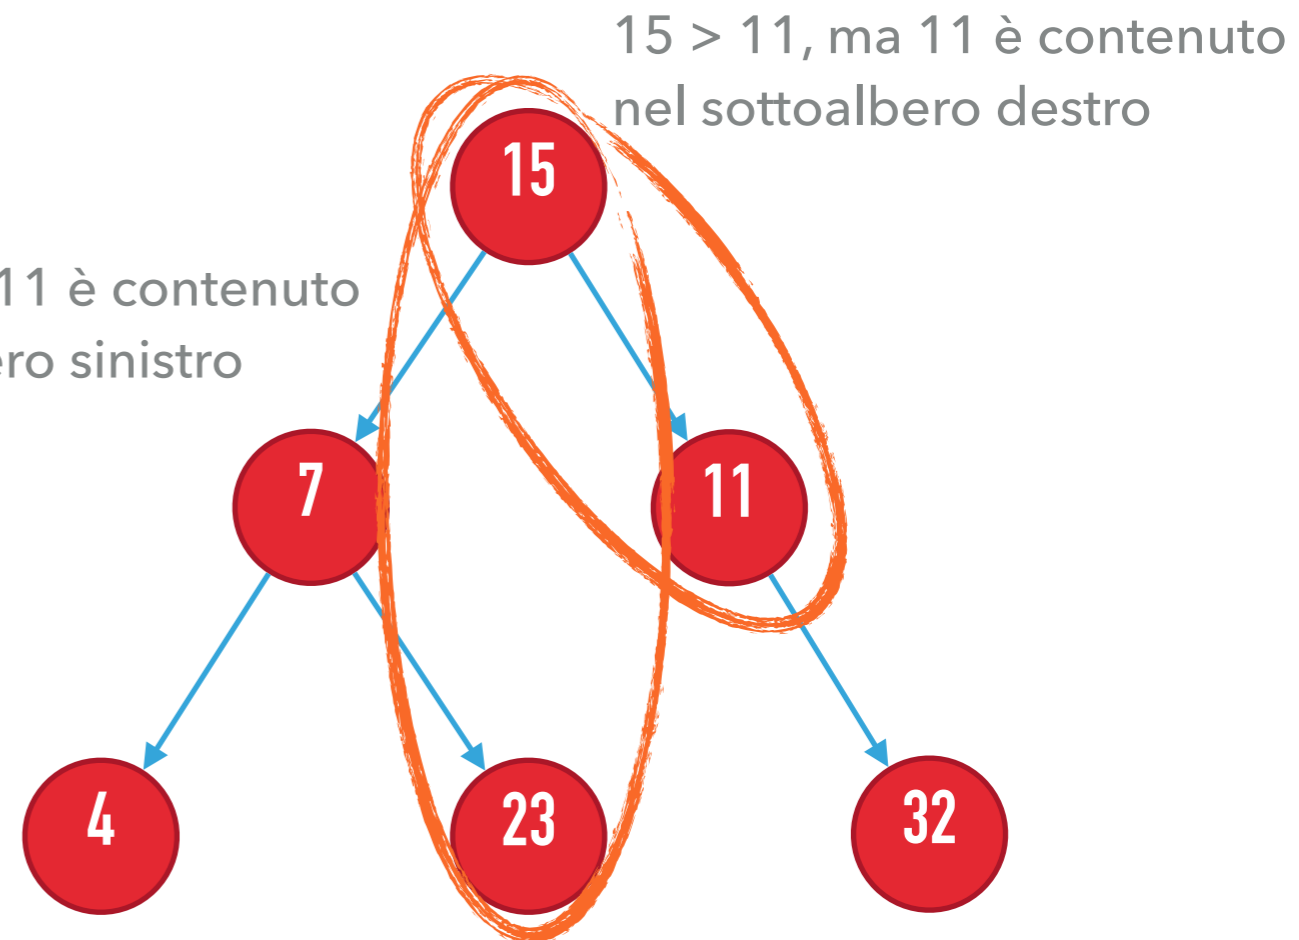 15 > 11, ma 11 è contenuto
nel sottoalbero destro
15
11 è contenuto
ero sinistro
7
11
4
23
32